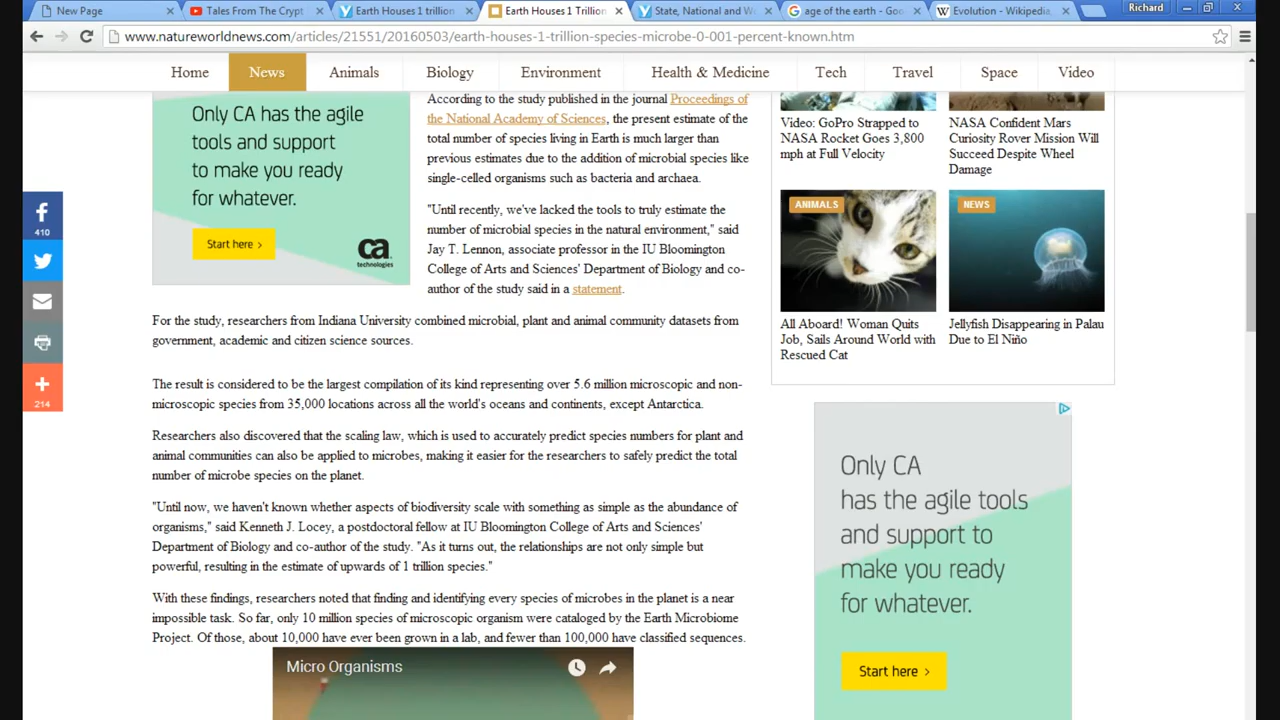 New Page
Tales From The Crypt
Earth Houses 1 trillion
Earth Houses 1 Trillion
State, National and W
age of the earth - Goo
Evolution - Wikipedia,
Richard
www.natureworldnews.com/articles/21551/20160503/earth-houses-1-trillion-species-microbe-0-001-percent-known.htm
Home
News
Animals
Biology
Environment
Health & Medicine
Tech
Travel
Space
Video
Only CA has the agile
tools and support
to make you ready
for whatever.
Start here >
ca
technologies
410
214
According to the study published in the journal Proceedings of
the National Academy of Sciences, the present estimate of the
total number of species living in Earth is much larger than
previous estimates due to the addition of microbial species like
single-celled organisms such as bacteria and archaea.
"Until recently, we've lacked the tools to truly estimate the
number of microbial species in the natural environment," said
Jay T. Lennon, associate professor in the IU Bloomington
College of Arts and Sciences' Department of Biology and co-
author of the study said in a statement.
For the study, researchers from Indiana University combined microbial, plant and animal community datasets from
government, academic and citizen science sources.
The result is considered to be the largest compilation of its kind representing over 5.6 million microscopic and non-
microscopic species from 35,000 locations across all the world's oceans and continents, except Antarctica.
Researchers also discovered that the scaling law, which is used to accurately predict species numbers for plant and
animal communities can also be applied to microbes, making it easier for the researchers to safely predict the total
number of microbe species on the planet.
"Until now, we haven't known whether aspects of biodiversity scale with something as simple as the abundance of
organisms," said Kenneth J. Locey, a postdoctoral fellow at IU Bloomington College of Arts and Sciences'
Department of Biology and co-author of the study. "As it turns out, the relationships are not only simple but
powerful, resulting in the estimate of upwards of 1 trillion species."
With these findings, researchers noted that finding and identifying every species of microbes in the planet is a near
impossible task. So far, only 10 million species of microscopic organism were cataloged by the Earth Microbiome
Project. Of those, about 10,000 have ever been grown in a lab, and fewer than 100,000 have classified sequences.
Micro Organisms
Video: GoPro Strapped to
NASA Rocket Goes 3,800
mph at Full Velocity
NASA Confident Mars
Curiosity Rover Mission Will
Succeed Despite Wheel
Damage
ANIMALS
All Aboard! Woman Quits
Job, Sails Around World with
Rescued Cat
NEWS
Jellyfish Disappearing in Palau
Due to El Niño
Only CA
has the agile tools
and support to
make you ready
for whatever.
Start here >